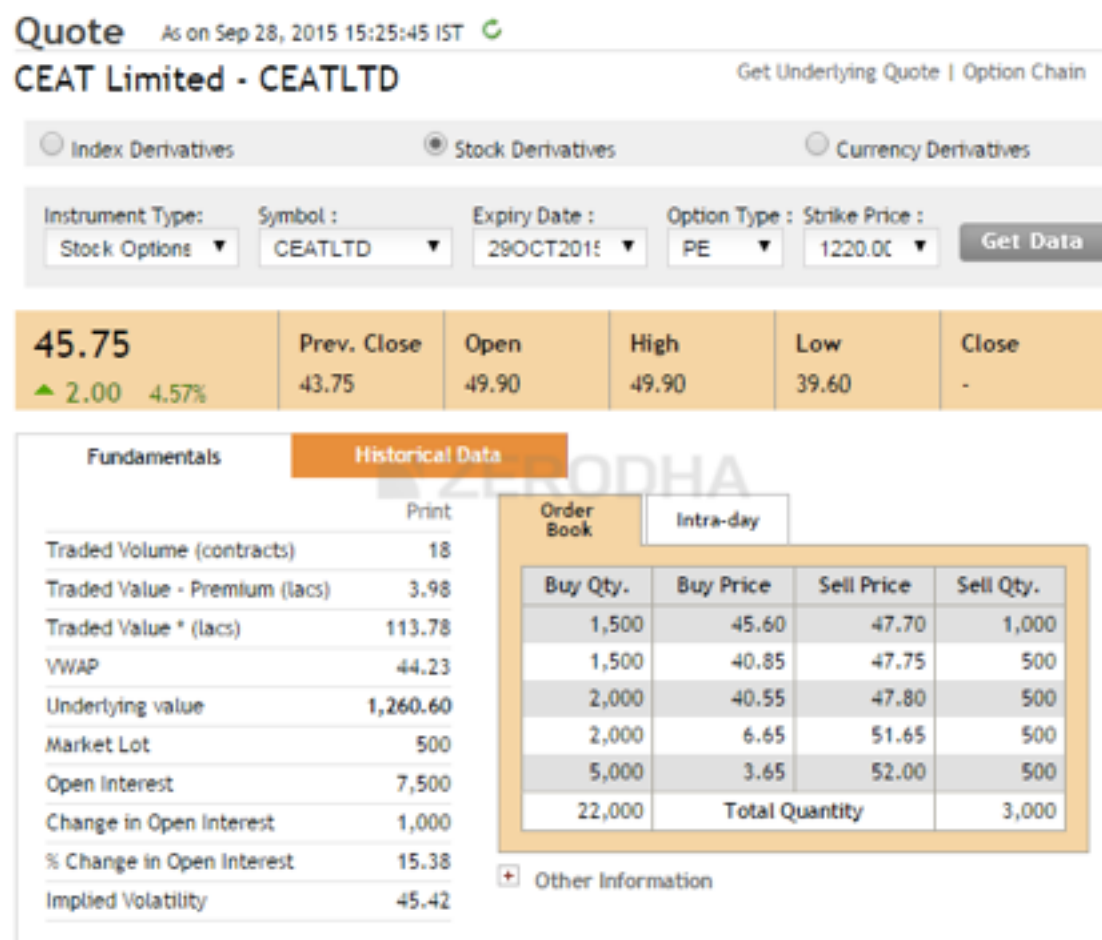 Quote As on Sep 28, 2015 15:25:45 IST
CEAT Limited - CEATLTD
Get Underlying Quote | Option Chain
Index Derivatives Stock Derivatives Currency Derivatives
Instrument Type: Symbol : Expiry Date : Option Type : Strike Price :
Stock Options CEATLTD 29OCT2015 PE 1220.00 Get Data
45.75 Prev. Close Open High Low Close
2.00 4.57% 43.75 49.90 49.90 39.60 -
Fundamentals Historical Data
ZERODHA
Print
Traded Volume (contracts) 18
Traded Value - Premium (lacs) 3.98
Traded Value * (lacs) 113.78
VWAP 44.23
Underlying value 1,260.60
Market Lot 500
Open Interest 7,500
Change in Open Interest 1,000
% Change in Open Interest 15.38
Implied Volatility 45.42
Order
Book
Intra-day
Buy Qty. Buy Price Sell Price Sell Qty.
1,500 45.60 47.70 1,000
1,500 40.85 47.75 500
2,000 40.55 47.80 500
2,000 6.65 51.65 500
5,000 3.65 52.00 500
22,000 Total Quantity 3,000
Other Information